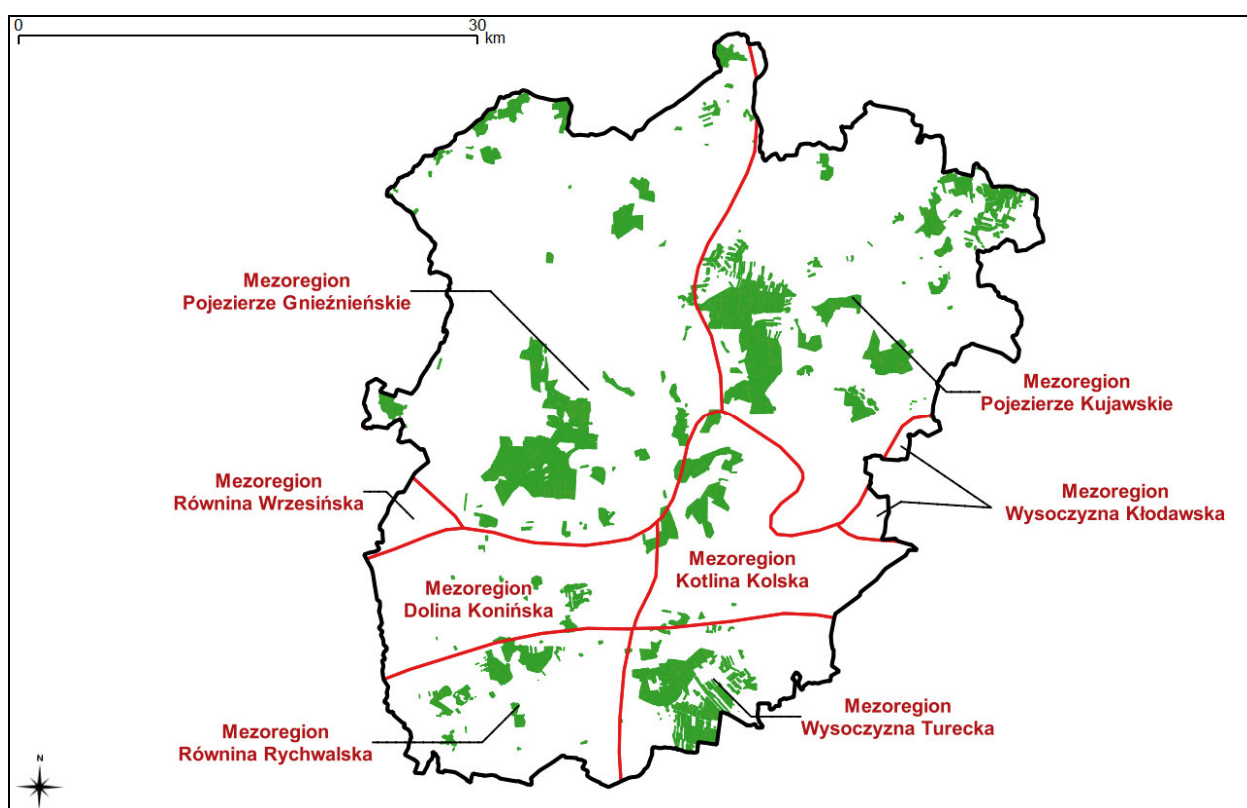 0 30
km
Mezoregion
Pojezierze Gnieźnieńskie
Mezoregion
Pojezierze Kujawskie
Mezoregion
Równina Wrzesińska
Mezoregion
Wysoczyzna Kłodawska
Mezoregion
Kotlina Kolska
Mezoregion
Dolina Konińska
Mezoregion
Wysoczyzna Turecka
Mezoregion
Równina Rychwalska
N